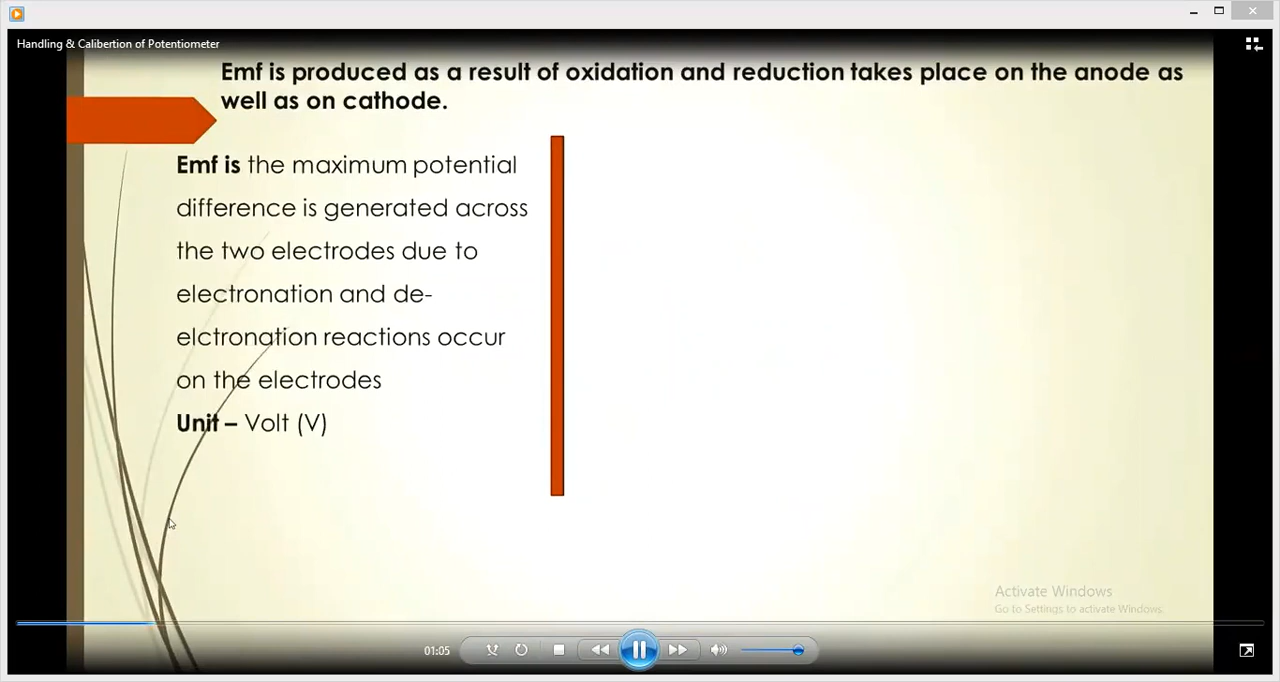 Handling & Calibertion of Potentiometer
Emf is produced as a result of oxidation and reduction takes place on the anode as
well as on cathode.
Emf is the maximum potential
difference is generated across
the two electrodes due to
electronation and de-
elctronation reactions occur
on the electrodes
Unit – Volt (V)
Activate Windows
Go to Settings to activate Windows.
01:05